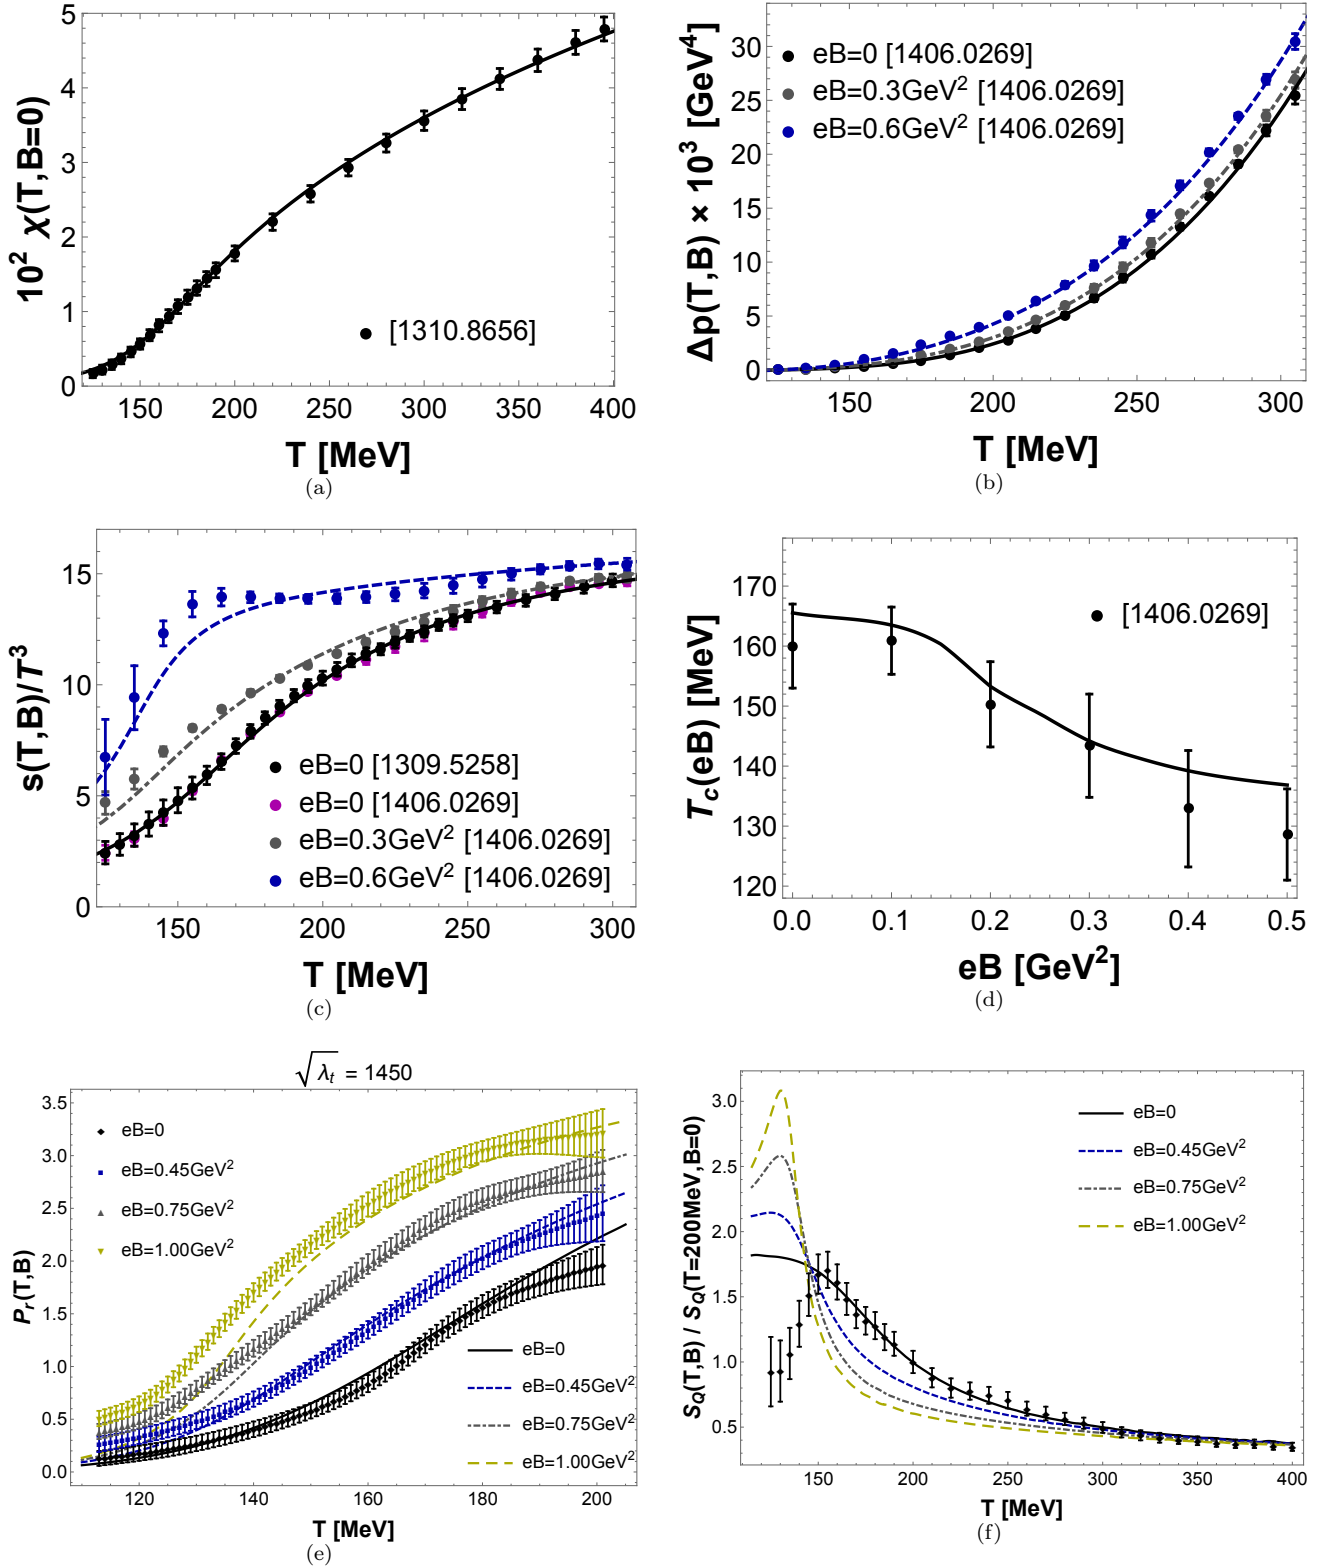 10² χ(T,B=0)
5
4
3
2
1
0
[1310.8656]
150 200 250 300 350 400
T [MeV]
(a)
Δp(T,B) × 10³ [GeV⁴]
30
25
20
15
10
5
0
eB=0 [1406.0269]
eB=0.3GeV² [1406.0269]
eB=0.6GeV² [1406.0269]
150 200 250 300
T [MeV]
(b)
s(T,B)/T³
15
10
5
0
eB=0 [1309.5258]
eB=0 [1406.0269]
eB=0.3GeV² [1406.0269]
eB=0.6GeV² [1406.0269]
150 200 250 300
T [MeV]
(c)
T_c(eB) [MeV]
170
160
150
140
130
120
[1406.0269]
0.0 0.1 0.2 0.3 0.4 0.5
eB [GeV²]
(d)
√λ_t = 1450
P_r(T,B)
3.5
3.0
2.5
2.0
1.5
1.0
0.5
0.0
eB=0
eB=0.45GeV²
eB=0.75GeV²
eB=1.00GeV²
eB=0
eB=0.45GeV²
eB=0.75GeV²
eB=1.00GeV²
120 140 160 180 200
T [MeV]
(e)
S_Q(T,B) / S_Q(T=200MeV,B=0)
3.0
2.5
2.0
1.5
1.0
0.5
eB=0
eB=0.45GeV²
eB=0.75GeV²
eB=1.00GeV²
150 200 250 300 350 400
T [MeV]
(f)